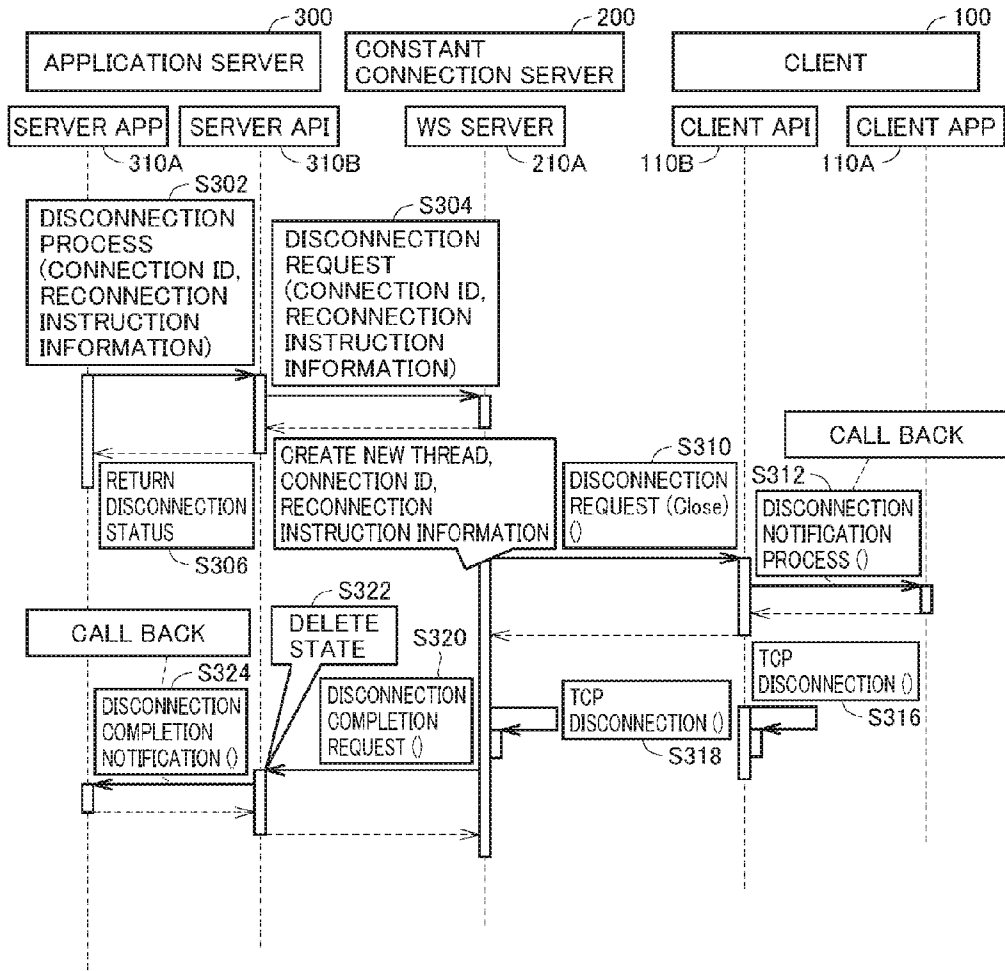 300
200
100
APPLICATION SERVER
CONSTANT
CONNECTION SERVER
CLIENT
SERVER APP
SERVER API
WS SERVER
CLIENT API
CLIENT APP
310A
310B
210A
110B
110A
S302
DISCONNECTION
PROCESS
(CONNECTION ID,
RECONNECTION
INSTRUCTION
INFORMATION)
S304
DISCONNECTION
REQUEST
(CONNECTION ID,
RECONNECTION
INSTRUCTION
INFORMATION)
RETURN
DISCONNECTION
STATUS
S306
CREATE NEW THREAD,
CONNECTION ID,
RECONNECTION
INSTRUCTION INFORMATION
S310
DISCONNECTION
REQUEST (Close)
()
CALL BACK
S312
DISCONNECTION
NOTIFICATION
PROCESS ()
TCP
DISCONNECTION ()
S316
TCP
DISCONNECTION ()
S318
S320
DISCONNECTION
COMPLETION
REQUEST ()
S322
DELETE
STATE
CALL BACK
S324
DISCONNECTION
COMPLETION
NOTIFICATION ()